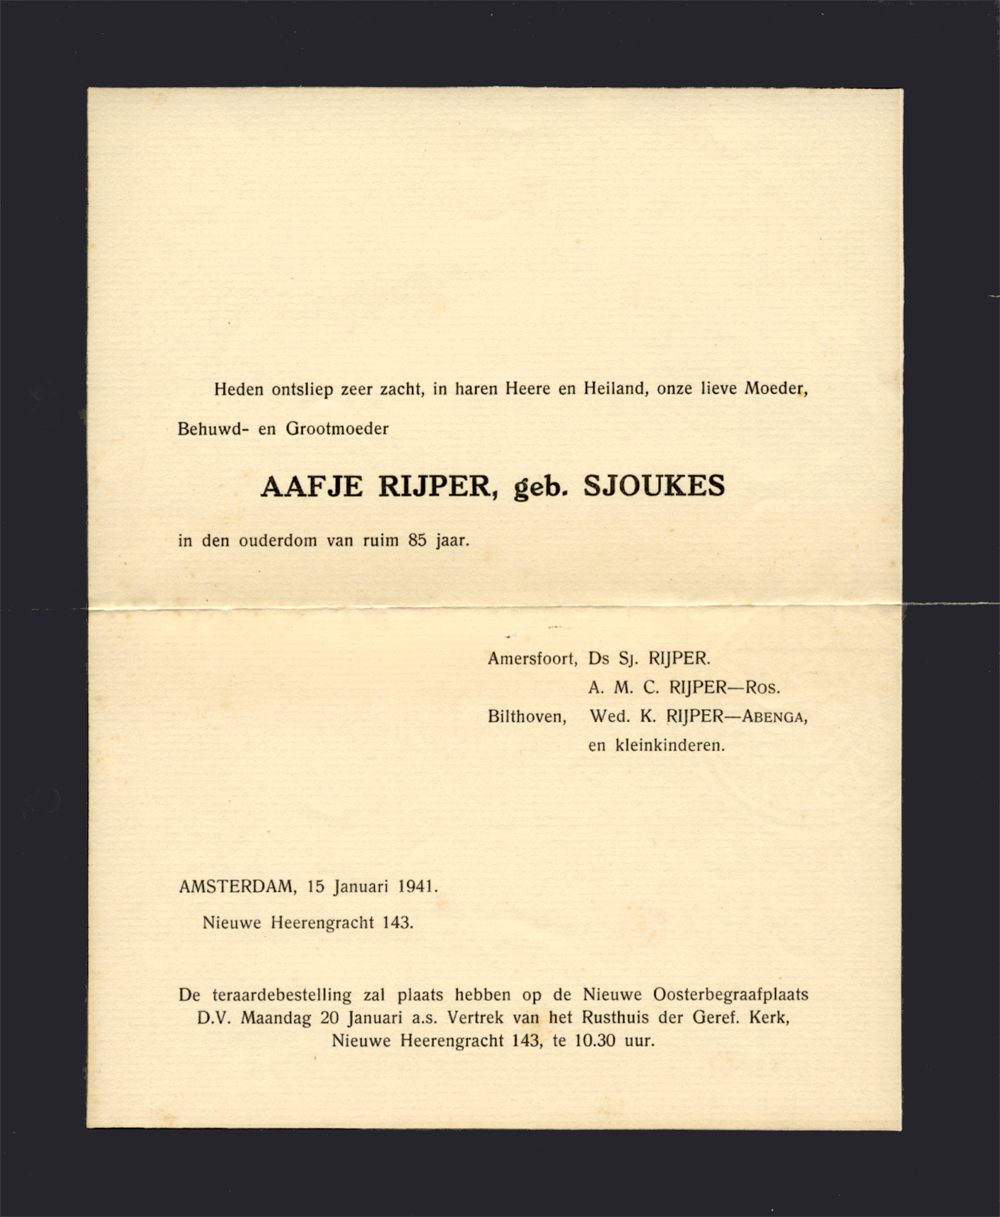 Heden ontsliep zeer zacht, in haren Heere en Heiland, onze lieve Moeder,
Behuwd- en Grootmoeder
AAFJE RIJPER, geb. SJOUKES
in den ouderdom van ruim 85 jaar.
Amersfoort, Ds Sj. RIJPER.
A. M. C. RIJPER—Ros.
Bilthoven, Wed. K. RIJPER—ABENGA,
en kleinkinderen.
AMSTERDAM, 15 Januari 1941.
Nieuwe Heerengracht 143.
De teraardebestelling zal plaats hebben op de Nieuwe Oosterbegraafplaats
D.V. Maandag 20 Januari a.s. Vertrek van het Rusthuis der Geref. Kerk,
Nieuwe Heerengracht 143, te 10.30 uur.